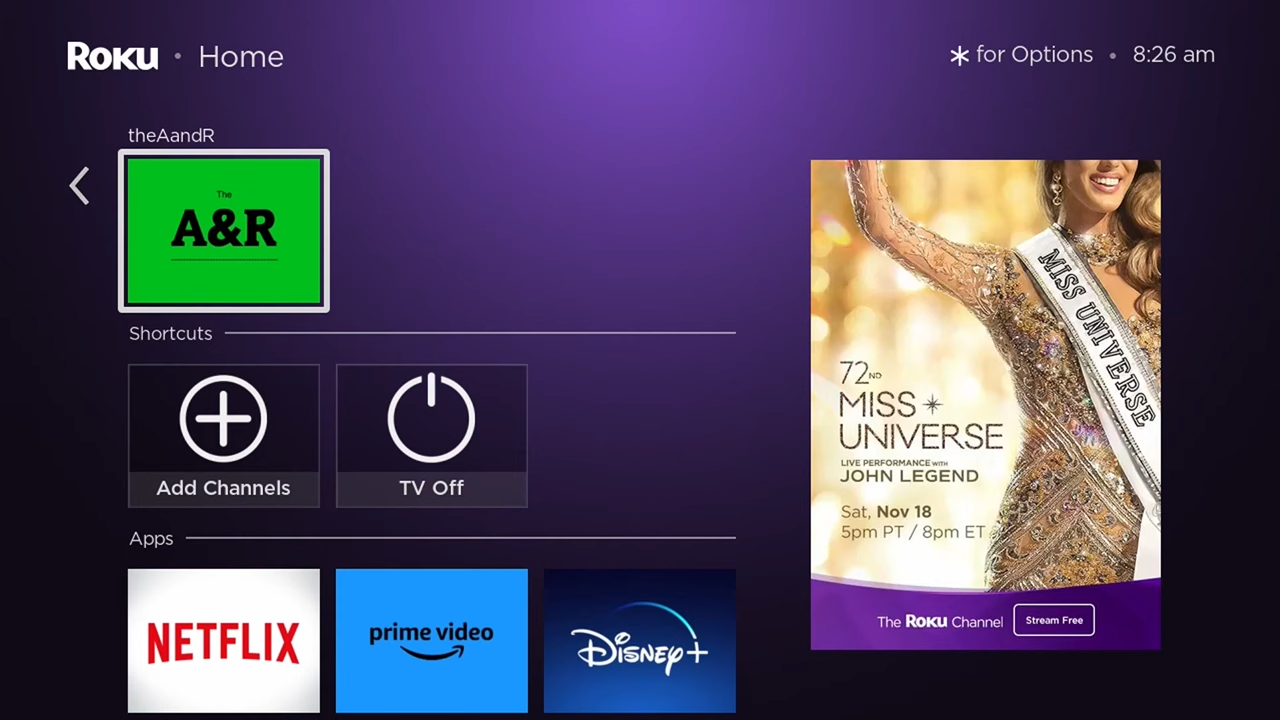 Roku • Home
* for Options • 8:26 am
theAandR
The
A&R
Shortcuts
Add Channels
TV Off
Apps
NETFLIX
prime video
Disney+
MISS UNIVERSE
72ND
MISS
UNIVERSE
LIVE PERFORMANCE WITH
JOHN LEGEND
Sat, Nov 18
5pm PT / 8pm ET
The Roku Channel
Stream Free